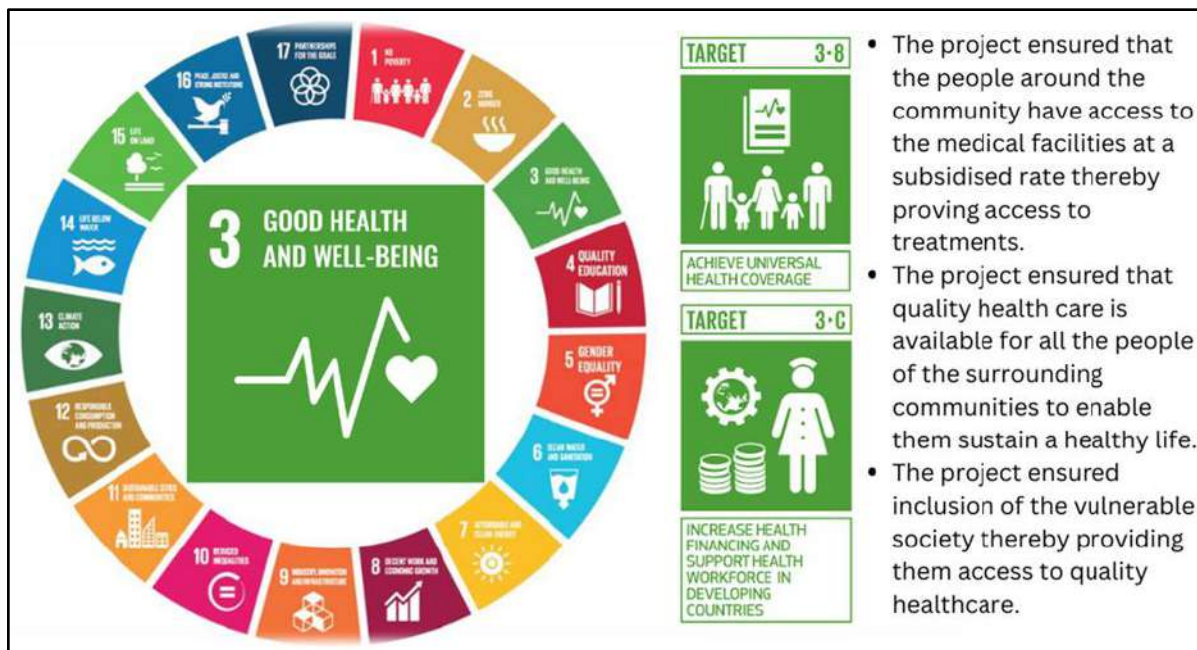 17 PARTNERSHIPS
FOR THE GOALS
1 NO
POVERTY
2 ZERO
HUNGER
3 GOOD HEALTH
AND WELL-BEING
4 QUALITY
EDUCATION
5 GENDER
EQUALITY
6 CLEAN WATER
AND SANITATION
7 AFFORDABLE AND
CLEAN ENERGY
8 DECENT WORK AND
ECONOMIC GROWTH
9 INDUSTRY, INNOVATION
AND INFRASTRUCTURE
10 REDUCED
INEQUALITIES
11 SUSTAINABLE CITIES
AND COMMUNITIES
12 RESPONSIBLE
CONSUMPTION
AND PRODUCTION
13 CLIMATE
ACTION
14 LIFE BELOW
WATER
15 LIFE
ON LAND
16 PEACE, JUSTICE AND
STRONG INSTITUTIONS
3 GOOD HEALTH
AND WELL-BEING
TARGET 3·8
ACHIEVE UNIVERSAL
HEALTH COVERAGE
TARGET 3·C
INCREASE HEALTH
FINANCING AND
SUPPORT HEALTH
WORKFORCE IN
DEVELOPING
COUNTRIES
• The project ensured that
the people around the
community have access to
the medical facilities at a
subsidised rate thereby
proving access to
treatments.
• The project ensured that
quality health care is
available for all the people
of the surrounding
communities to enable
them sustain a healthy life.
• The project ensured
inclusion of the vulnerable
society thereby providing
them access to quality
healthcare.